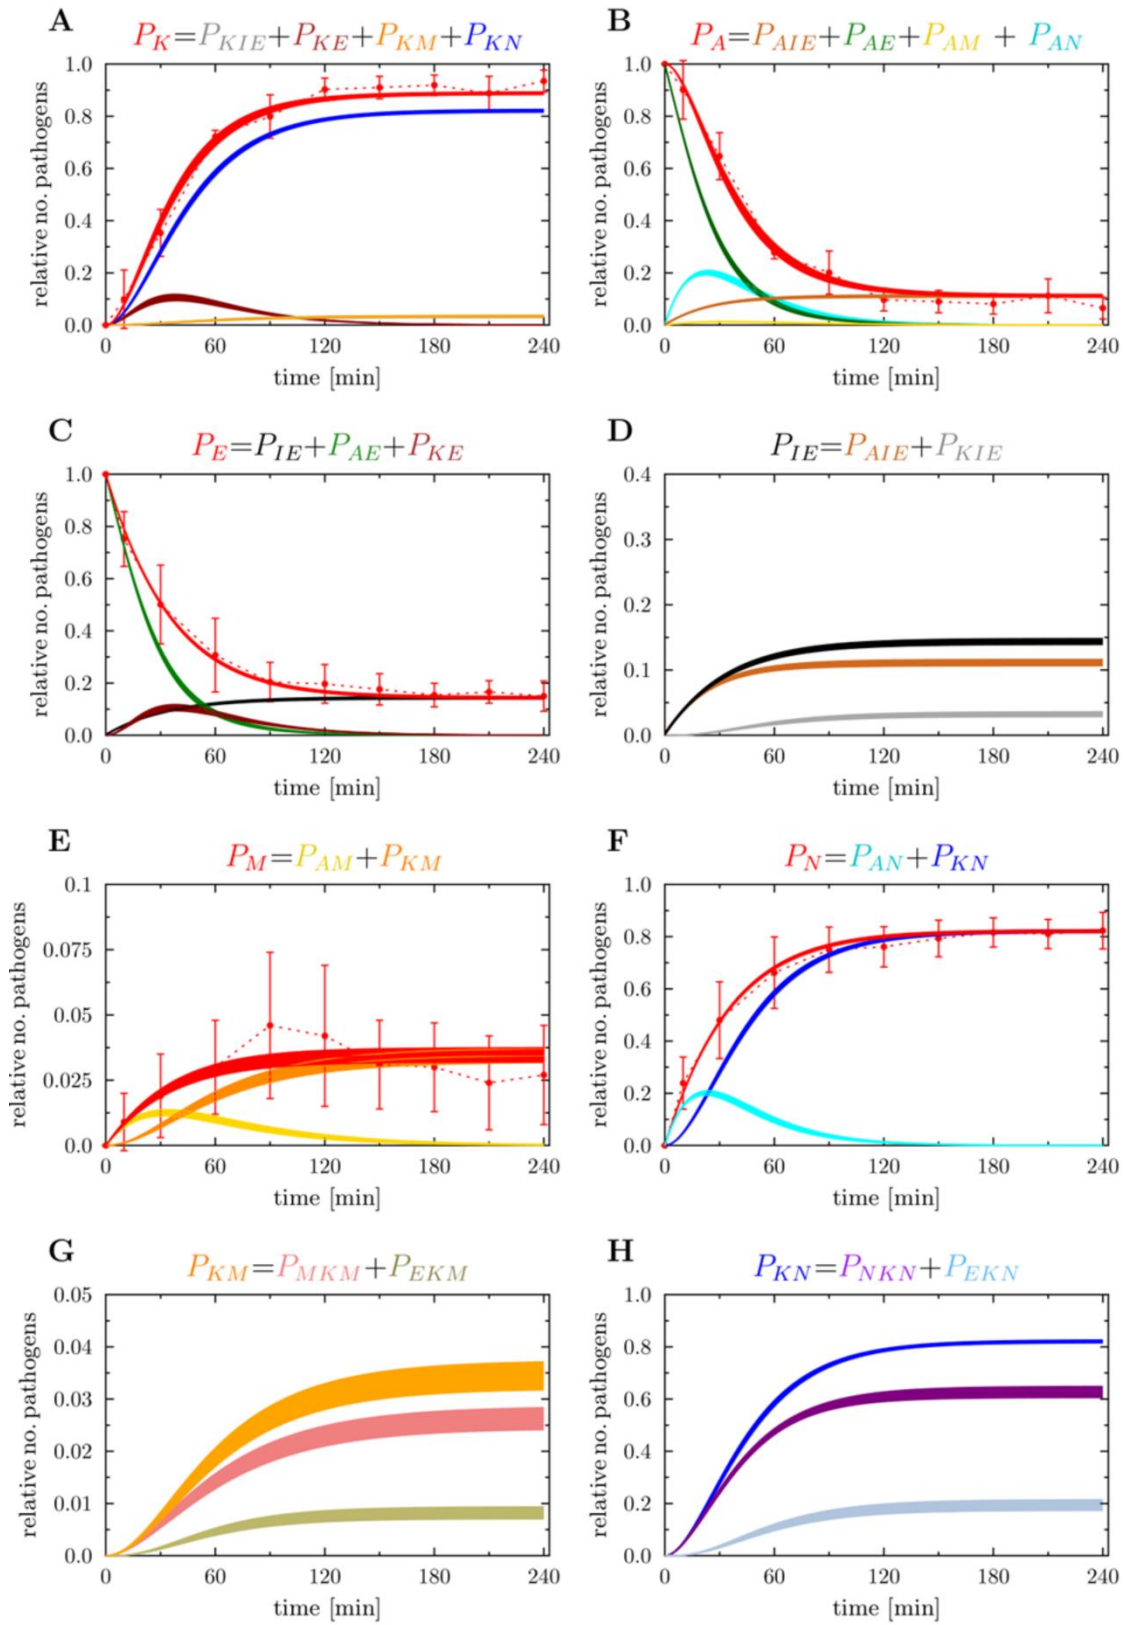 A
P_K=P_KIE+P_KE+P_KM+P_KN
relative no. pathogens
1.0
0.8
0.6
0.4
0.2
0.0
0 60 120 180 240
time [min]
B
P_A=P_AIE+P_AE+P_AM + P_AN
relative no. pathogens
1.0
0.8
0.6
0.4
0.2
0.0
0 60 120 180 240
time [min]
C
P_E=P_IE+P_AE+P_KE
relative no. pathogens
1.0
0.8
0.6
0.4
0.2
0.0
0 60 120 180 240
time [min]
D
P_IE=P_AIE+P_KIE
relative no. pathogens
0.4
0.3
0.2
0.1
0.0
0 60 120 180 240
time [min]
E
P_M=P_AM+P_KM
relative no. pathogens
0.1
0.075
0.05
0.025
0.0
0 60 120 180 240
time [min]
F
P_N=P_AN+P_KN
relative no. pathogens
1.0
0.8
0.6
0.4
0.2
0.0
0 60 120 180 240
time [min]
G
P_KM=P_MKM+P_EKM
relative no. pathogens
0.05
0.04
0.03
0.02
0.01
0.0
0 60 120 180 240
time [min]
H
P_KN=P_NKN+P_EKN
relative no. pathogens
1.0
0.8
0.6
0.4
0.2
0.0
0 60 120 180 240
time [min]